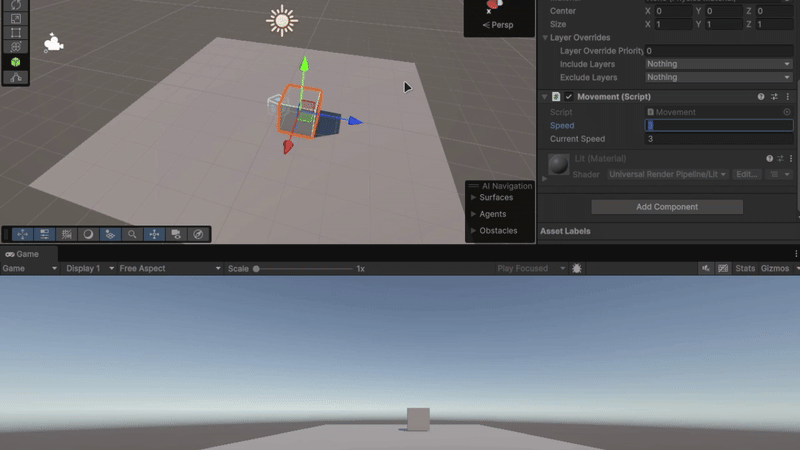 x
Persp
Center X 0 Y 0 Z 0
Size X 1 Y 1 Z 1
Layer Overrides
Layer Override Priority 0
Include Layers Nothing
Exclude Layers Nothing
# Movement (Script)
Script Movement
Speed
Current Speed 3
Lit (Material)
Shader Universal Render Pipeline/Lit Edit...
Add Component
Asset Labels
AI Navigation
Surfaces
Agents
Obstacles
Game
Game Display 1 Free Aspect Scale 1x Play Focused Stats Gizmos